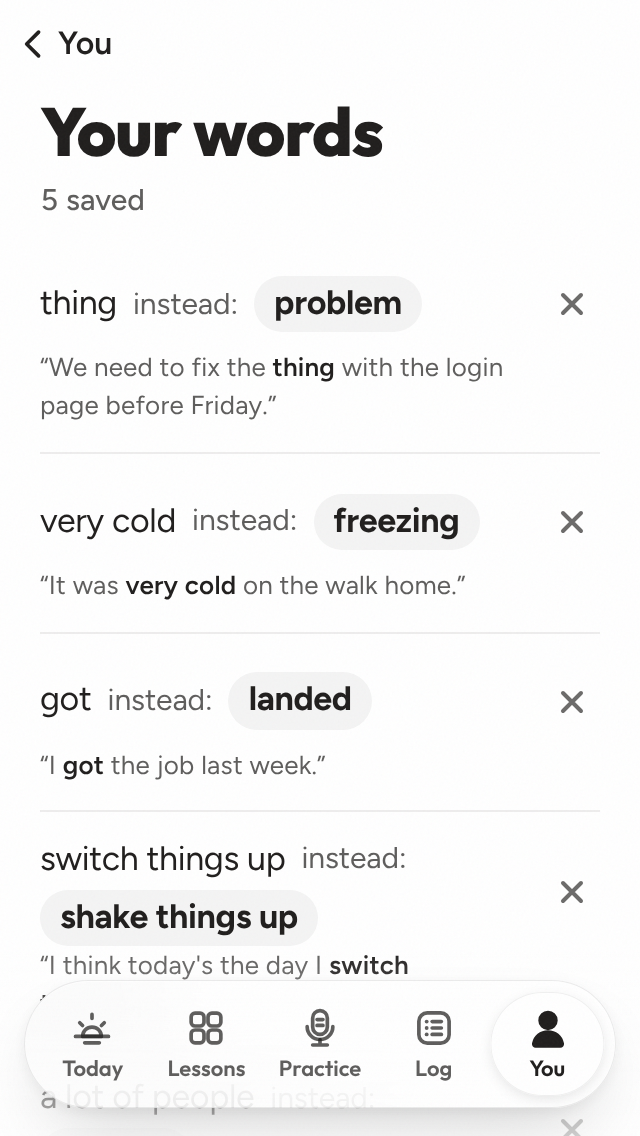 You
Your words
5 saved
thing instead: problem
“We need to fix the thing with the login
page before Friday.”
very cold instead: freezing
“It was very cold on the walk home.”
got instead: landed
“I got the job last week.”
switch things up instead:
shake things up
“I think today's the day I switch
a lot of people instead:
Today
Lessons
Practice
Log
You